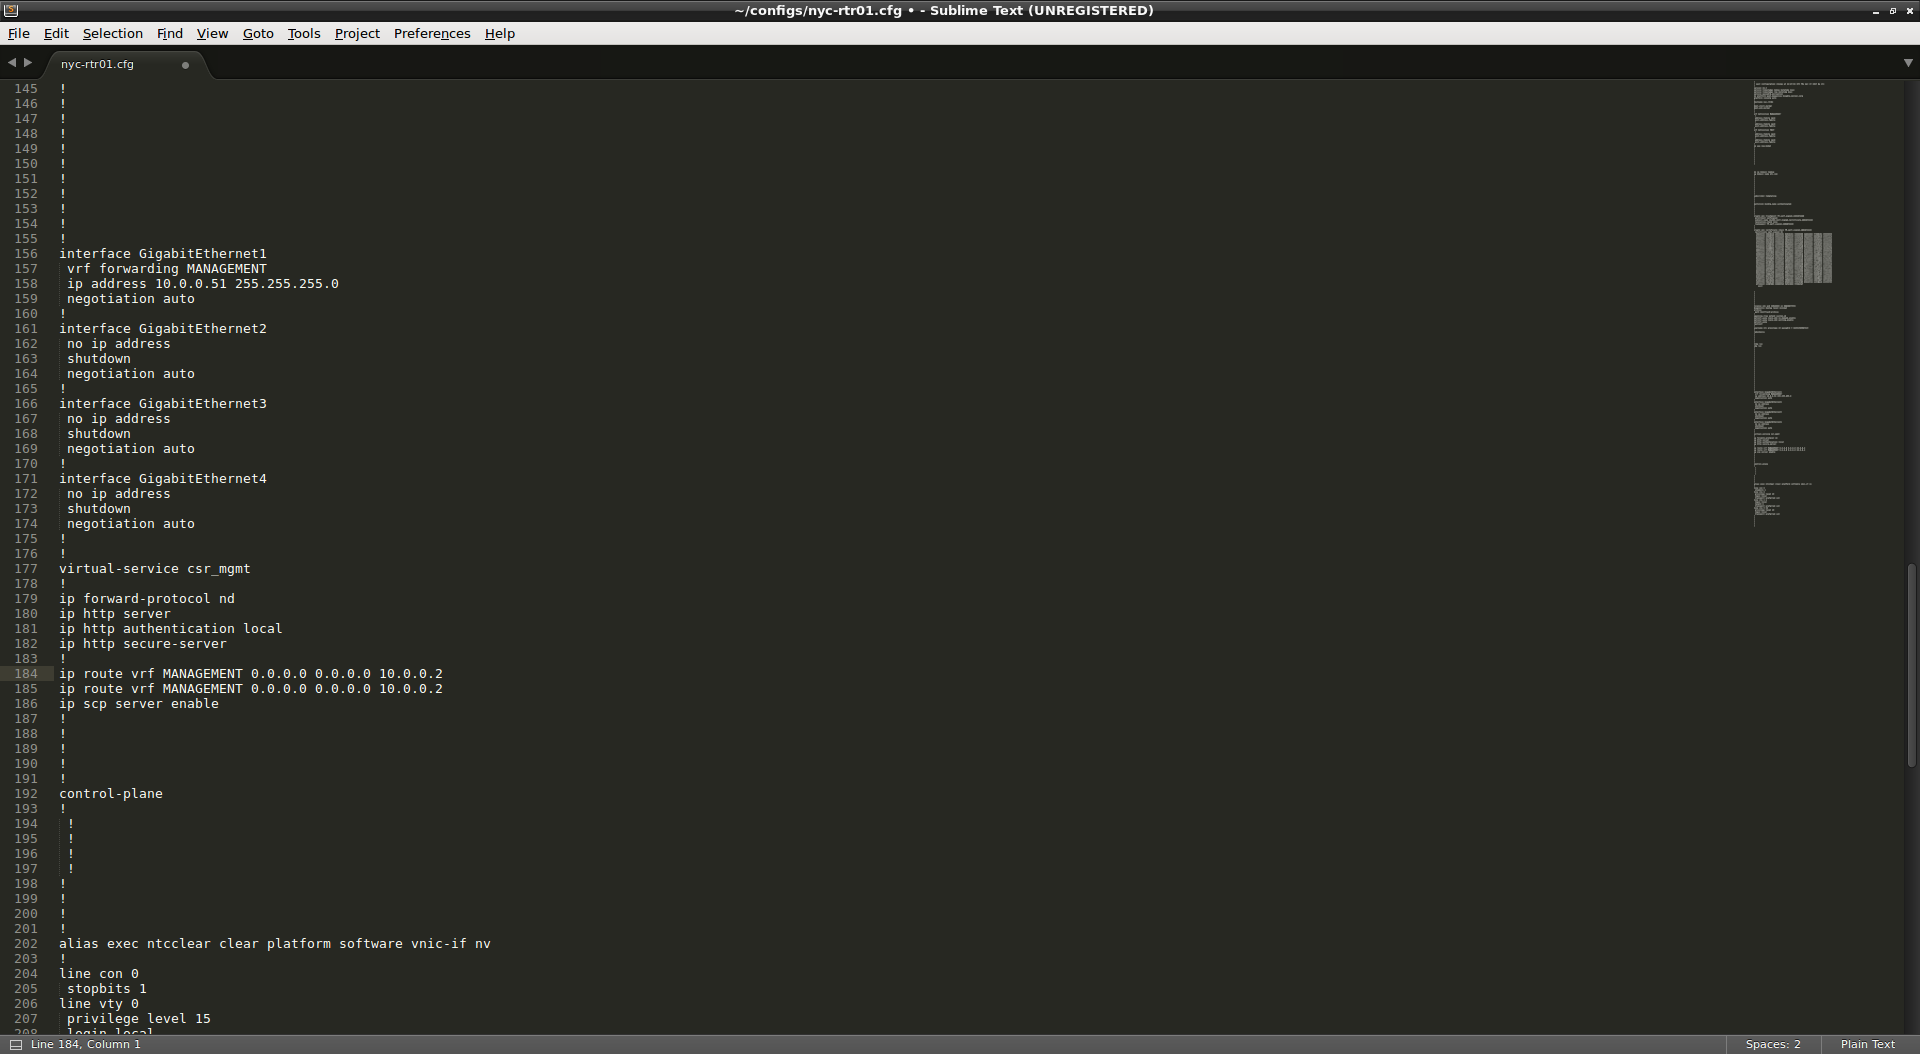 ~/configs/nyc-rtr01.cfg • - Sublime Text (UNREGISTERED)
File Edit Selection Find View Goto Tools Project Preferences Help
nyc-rtr01.cfg
145 !
146 !
147 !
148 !
149 !
150 !
151 !
152 !
153 !
154 !
155 !
156 interface GigabitEthernet1
157  vrf forwarding MANAGEMENT
158  ip address 10.0.0.51 255.255.255.0
159  negotiation auto
160 !
161 interface GigabitEthernet2
162  no ip address
163  shutdown
164  negotiation auto
165 !
166 interface GigabitEthernet3
167  no ip address
168  shutdown
169  negotiation auto
170 !
171 interface GigabitEthernet4
172  no ip address
173  shutdown
174  negotiation auto
175 !
176 !
177 virtual-service csr_mgmt
178 !
179 ip forward-protocol nd
180 ip http server
181 ip http authentication local
182 ip http secure-server
183 !
184 ip route vrf MANAGEMENT 0.0.0.0 0.0.0.0 10.0.0.2
185 ip route vrf MANAGEMENT 0.0.0.0 0.0.0.0 10.0.0.2
186 ip scp server enable
187 !
188 !
189 !
190 !
191 !
192 control-plane
193 !
194  !
195  !
196  !
197  !
198 !
199 !
200 !
201 !
202 alias exec ntcclear clear platform software vnic-if nv
203 !
204 line con 0
205  stopbits 1
206 line vty 0
207  privilege level 15
208  login local
Line 184, Column 1 Spaces: 2 Plain Text